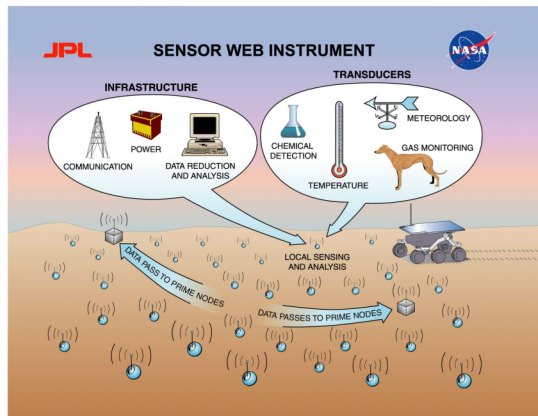 JPL
SENSOR WEB INSTRUMENT
NASA
INFRASTRUCTURE
TRANSDUCERS
COMMUNICATION
POWER
DATA REDUCTION
AND ANALYSIS
CHEMICAL
DETECTION
TEMPERATURE
METEOROLOGY
GAS MONITORING
LOCAL SENSING
AND ANALYSIS
DATA PASS TO PRIME NODES
DATA PASSES TO PRIME NODES